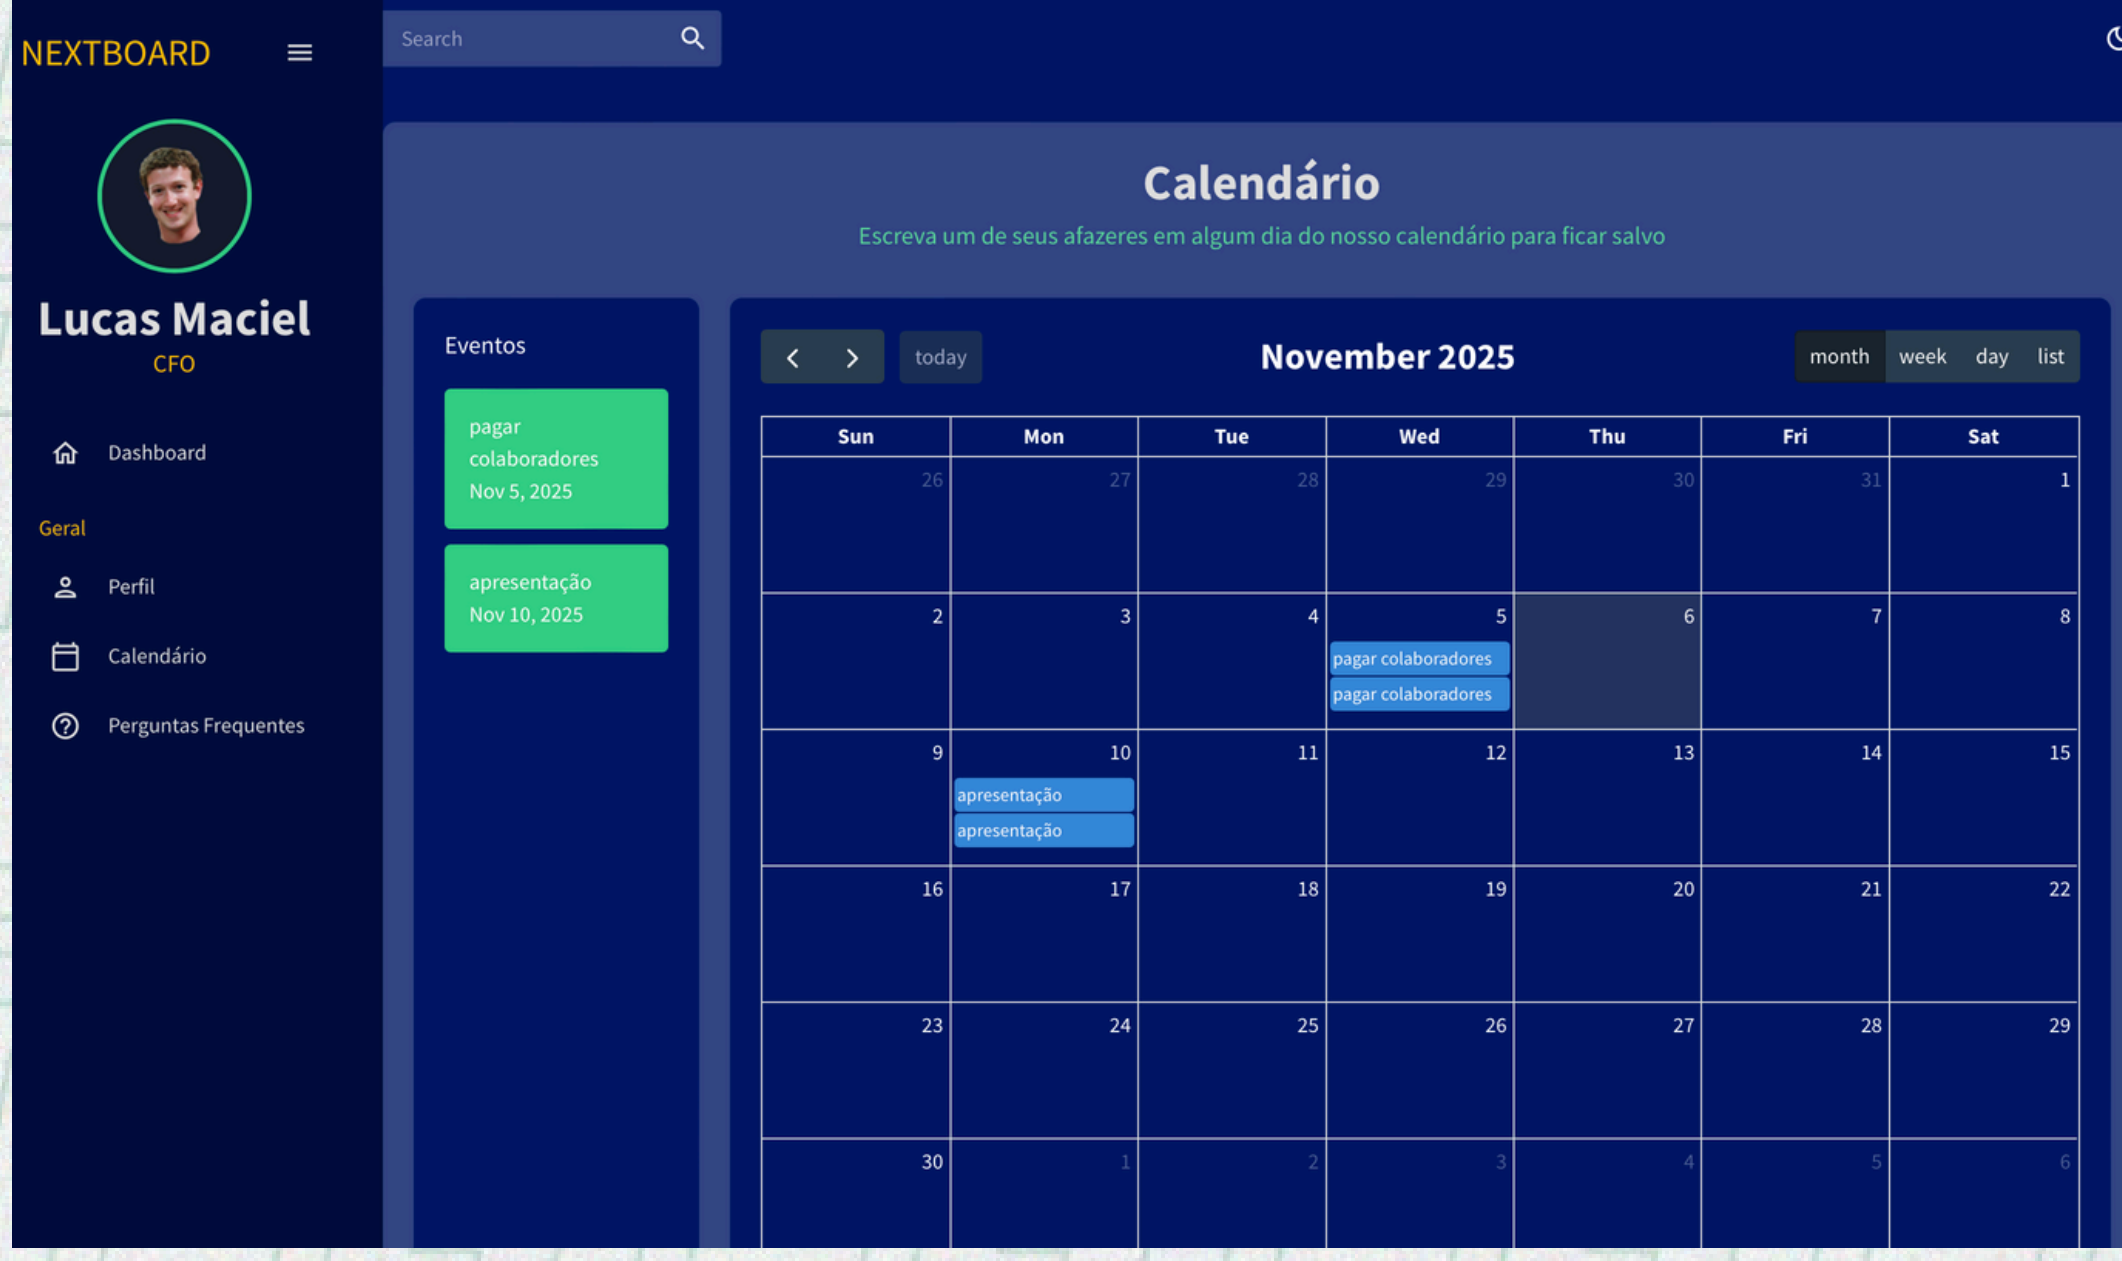 NEXTBOARD
Search
Lucas Maciel
CFO
Dashboard
Geral
Perfil
Calendário
Perguntas Frequentes
Calendário
Escreva um de seus afazeres em algum dia do nosso calendário para ficar salvo
Eventos
pagar
colaboradores
Nov 5, 2025
apresentação
Nov 10, 2025
today
November 2025
month week day list
Sun Mon Tue Wed Thu Fri Sat
26 27 28 29 30 31 1
2 3 4 5 6 7 8
pagar colaboradores
pagar colaboradores
9 10 11 12 13 14 15
apresentação
apresentação
16 17 18 19 20 21 22
23 24 25 26 27 28 29
30 1 2 3 4 5 6